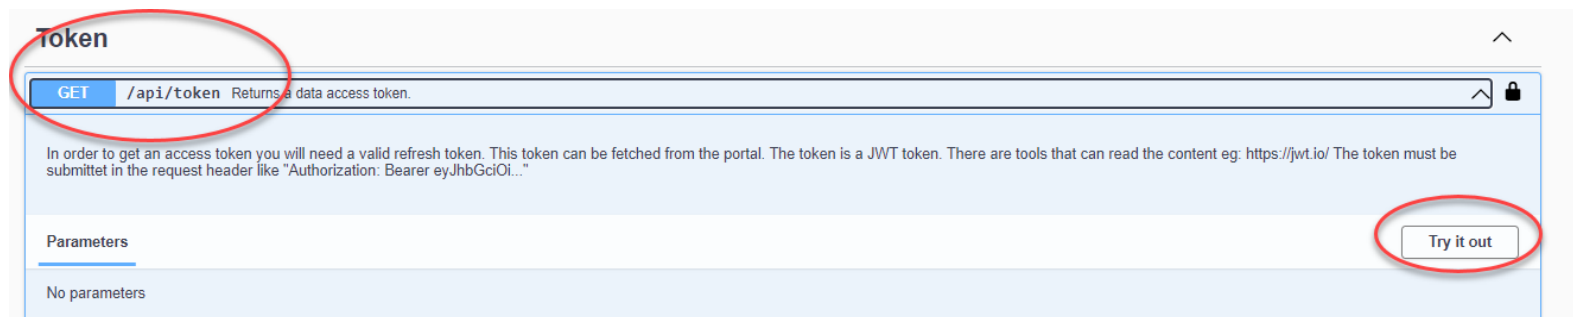 Token
GET /api/token Returns a data access token.
In order to get an access token you will need a valid refresh token. This token can be fetched from the portal. The token is a JWT token. There are tools that can read the content eg: https://jwt.io/ The token must be
submittet in the request header like "Authorization: Bearer eyJhbGciOi..."
Parameters
Try it out
No parameters